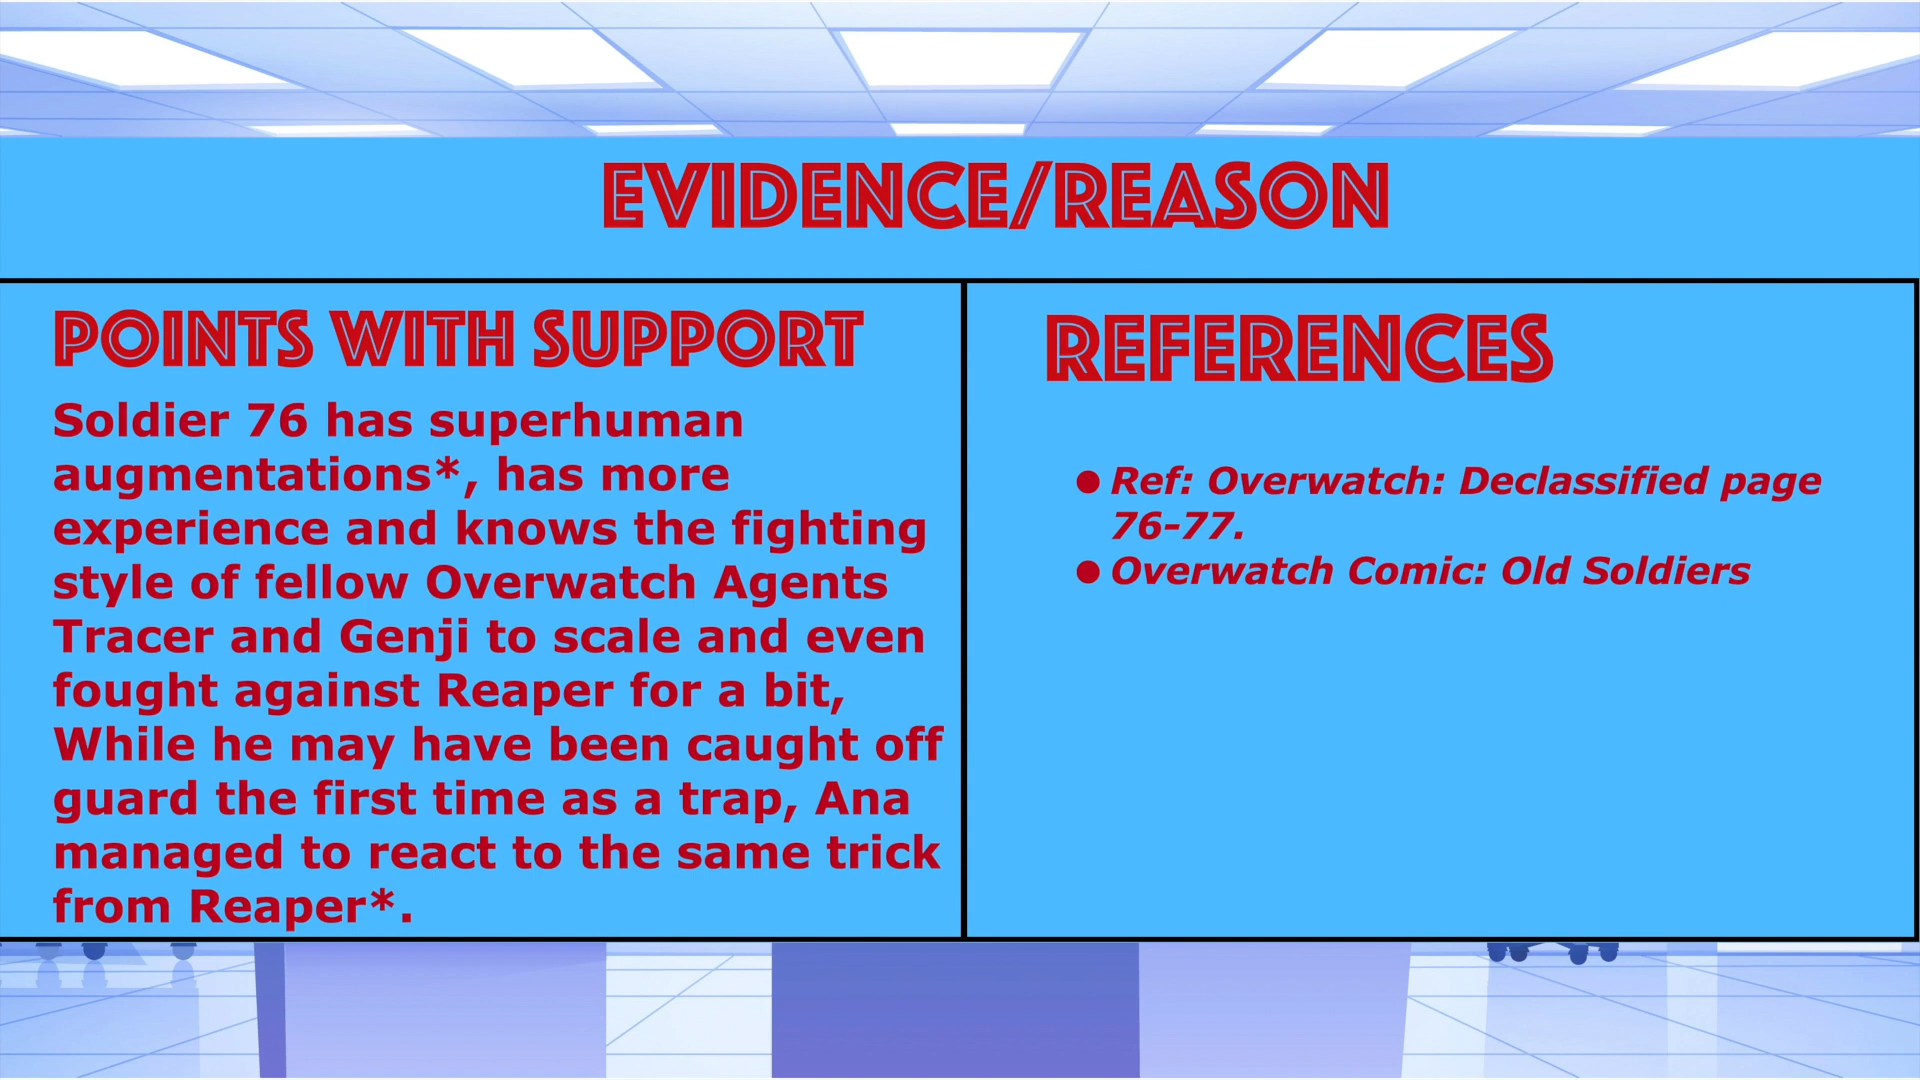 EVIDENCE/REASON
POINTS WITH SUPPORT
Soldier 76 has superhuman
augmentations*, has more
experience and knows the fighting
style of fellow Overwatch Agents
Tracer and Genji to scale and even
fought against Reaper for a bit,
While he may have been caught off
guard the first time as a trap, Ana
managed to react to the same trick
from Reaper*.
REFERENCES
● Ref: Overwatch: Declassified page
76-77.
● Overwatch Comic: Old Soldiers